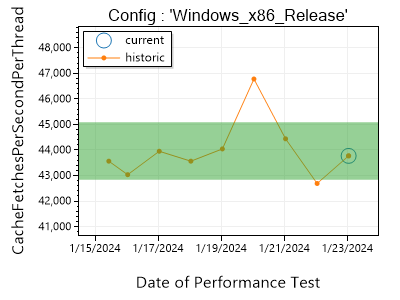 Config : 'Windows_x86_Release'
CacheFetchesPerSecondPerThread
48,000
47,000
46,000
45,000
44,000
43,000
42,000
41,000
current
historic
1/15/2024
1/17/2024
1/19/2024
1/21/2024
1/23/2024
Date of Performance Test